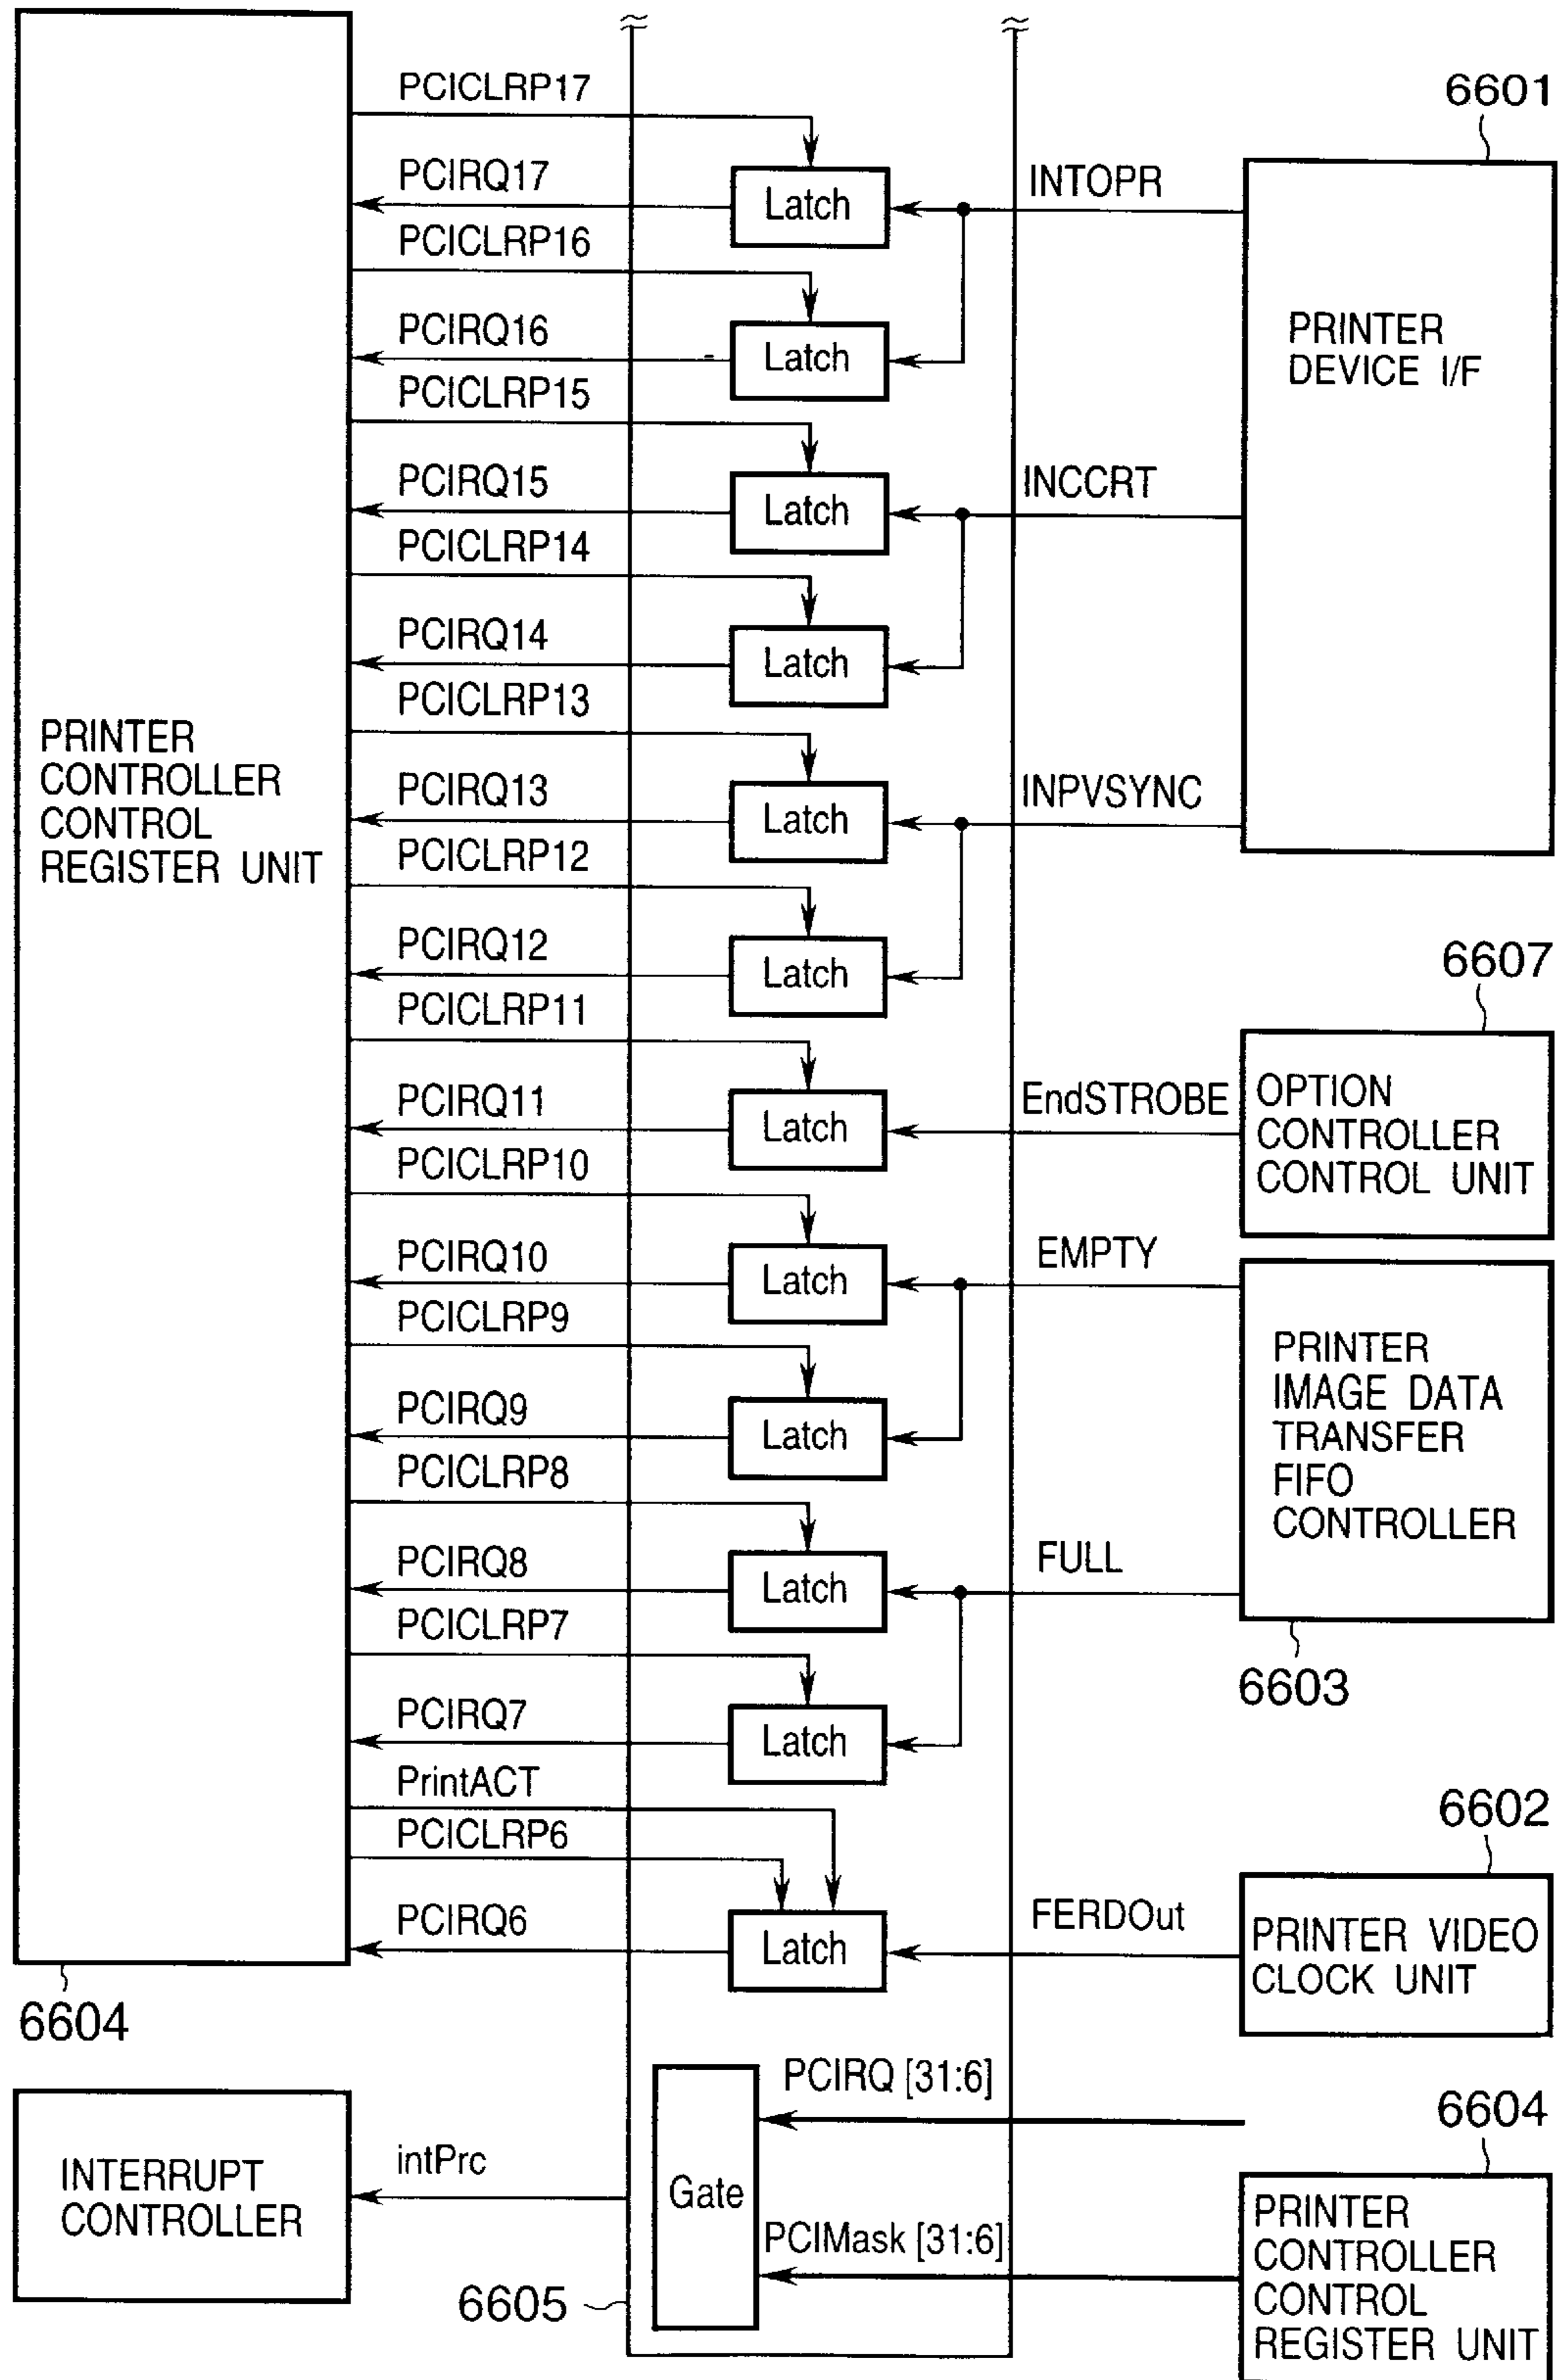 PCICLRP17
6601
PCIRQ17
Latch
INTOPR
PCICLRP16
PCIRQ16
Latch
PRINTER
DEVICE I/F
PCICLRP15
PCIRQ15
Latch
INCCRT
PCICLRP14
PCIRQ14
Latch
PCICLRP13
PRINTER
CONTROLLER
CONTROL
REGISTER UNIT
PCIRQ13
Latch
INPVSYNC
PCICLRP12
PCIRQ12
Latch
6607
PCICLRP11
PCIRQ11
Latch
EndSTROBE
OPTION
CONTROLLER
CONTROL UNIT
PCICLRP10
PCIRQ10
Latch
EMPTY
PCICLRP9
PRINTER
IMAGE DATA
TRANSFER
FIFO
CONTROLLER
PCIRQ9
Latch
PCICLRP8
PCIRQ8
Latch
FULL
PCICLRP7
6603
PCIRQ7
Latch
PrintACT
PCICLRP6
6602
PCIRQ6
Latch
FERDOut
PRINTER VIDEO
CLOCK UNIT
6604
PCIRQ [31:6]
6604
INTERRUPT
CONTROLLER
intPrc
Gate
PCIMask [31:6]
PRINTER
CONTROLLER
CONTROL
REGISTER UNIT
6605